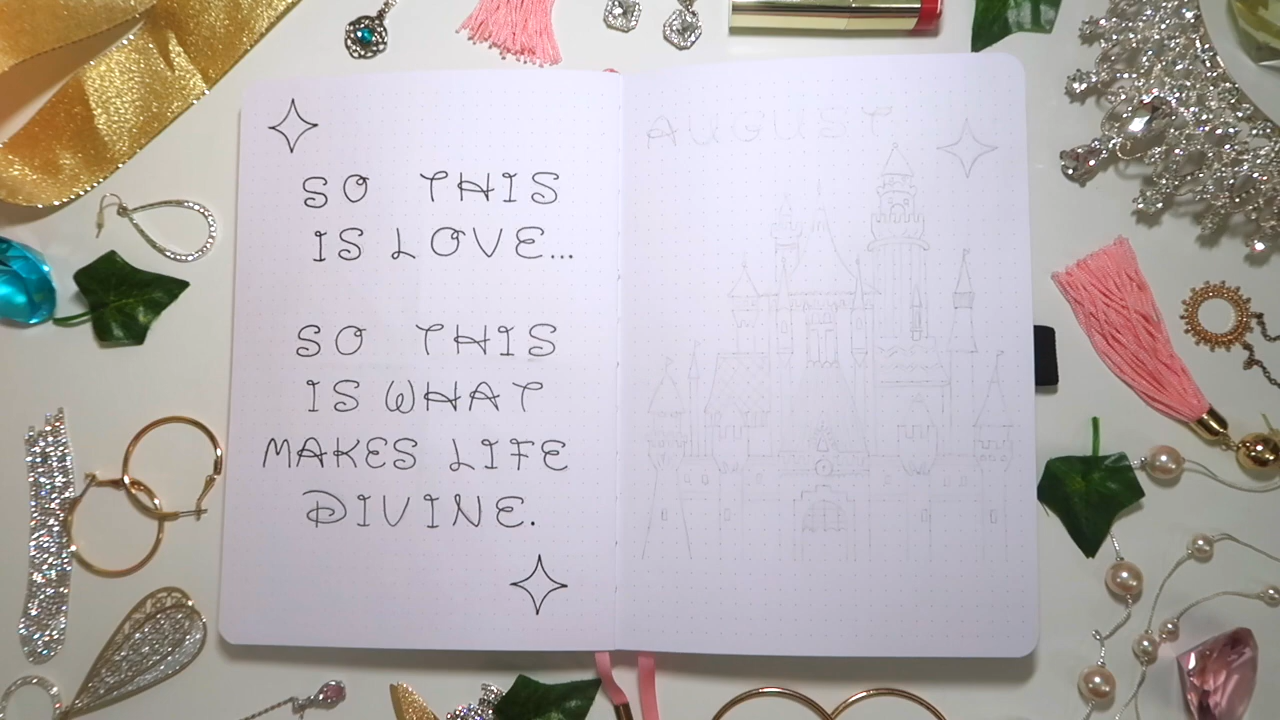 SO THIS
IS LOVE...
SO THIS
IS WHAT
MAKES LIFE
DIVINE.
AUGUST